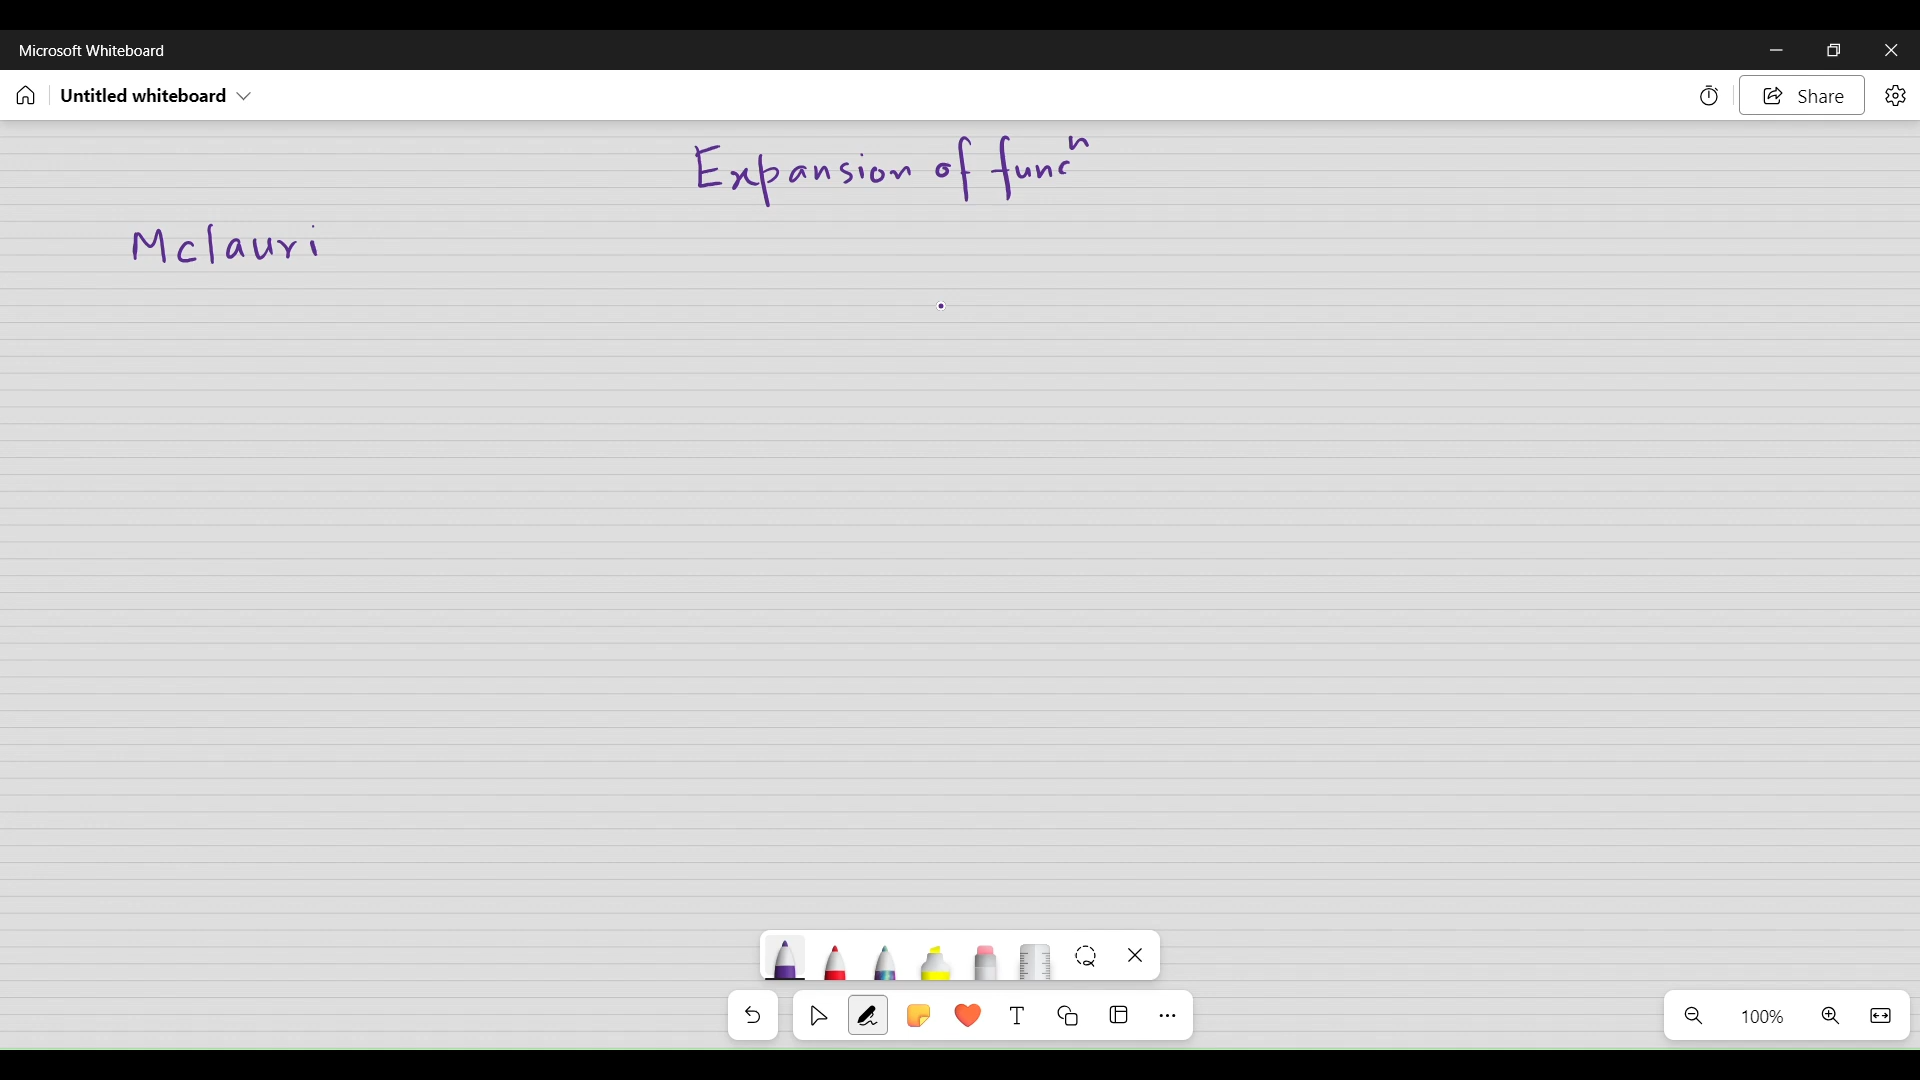 Microsoft Whiteboard
Untitled whiteboard
Share
Expansion of funcⁿ
Mclauri
T
100%